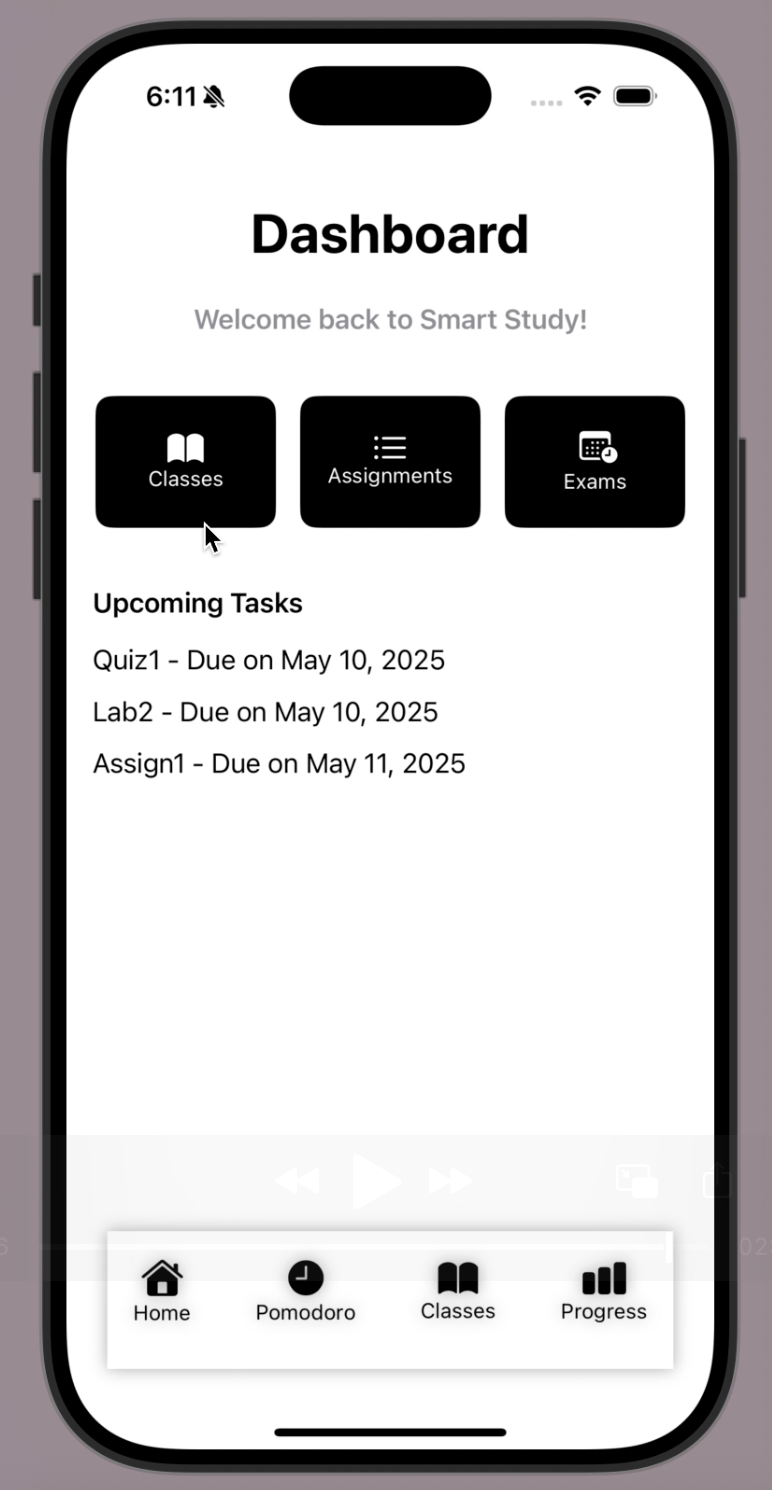 6:11
Dashboard
Welcome back to Smart Study!
Classes
Assignments
Exams
Upcoming Tasks
Quiz1 - Due on May 10, 2025
Lab2 - Due on May 10, 2025
Assign1 - Due on May 11, 2025
Home
Pomodoro
Classes
Progress